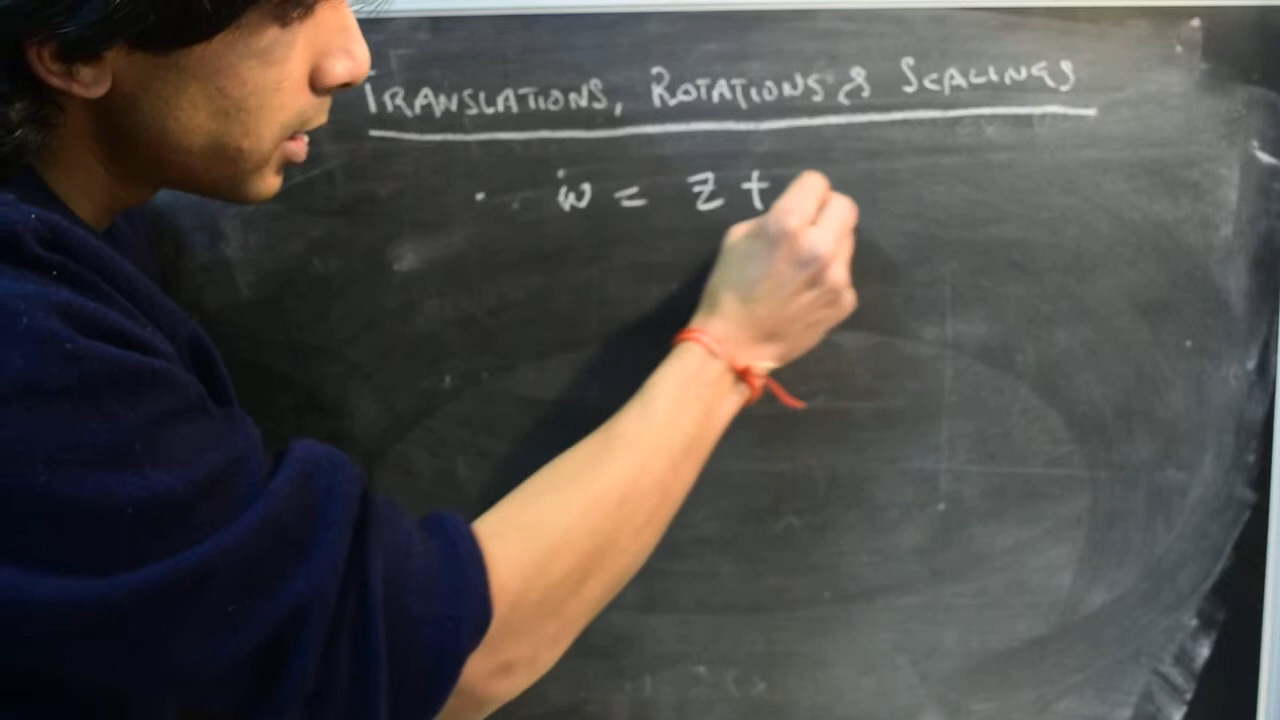 TRANSLATIONS, ROTATIONS & SCALINGS
· w = z +